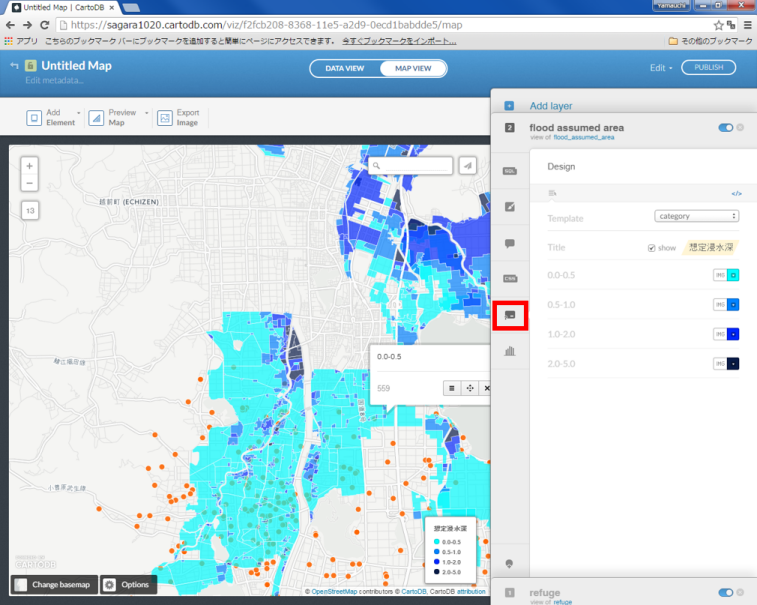 Untitled Map | CartoDB
Yamauchi
https://sagara1020.cartodb.com/viz/f2fcb208-8368-11e5-a2d9-0ecd1babdde5/map
アプリ こちらのブックマーク バーにブックマークを追加すると簡単にページにアクセスできます。 今すぐブックマークをインポート...
その他のブックマーク
Untitled Map
Edit metadata...
DATA VIEW
MAP VIEW
Edit
PUBLISH
Add Element
Preview Map
Export Image
Add layer
2
flood assumed area
view of flood_assumed_area
SQL
CSS
Design
</>
Template
category
Title
show
想定浸水深
0.0-0.5
IMG
0.5-1.0
IMG
1.0-2.0
IMG
2.0-5.0
IMG
+
−
13
越前町 (ECHIZEN)
0.0-0.5
559
想定浸水深
0.0-0.5
0.5-1.0
1.0-2.0
2.0-5.0
POWERED BY
CARTODB
Change basemap
Options
© OpenStreetMap contributors © CartoDB, CartoDB attribution
1
refuge
view of refuge